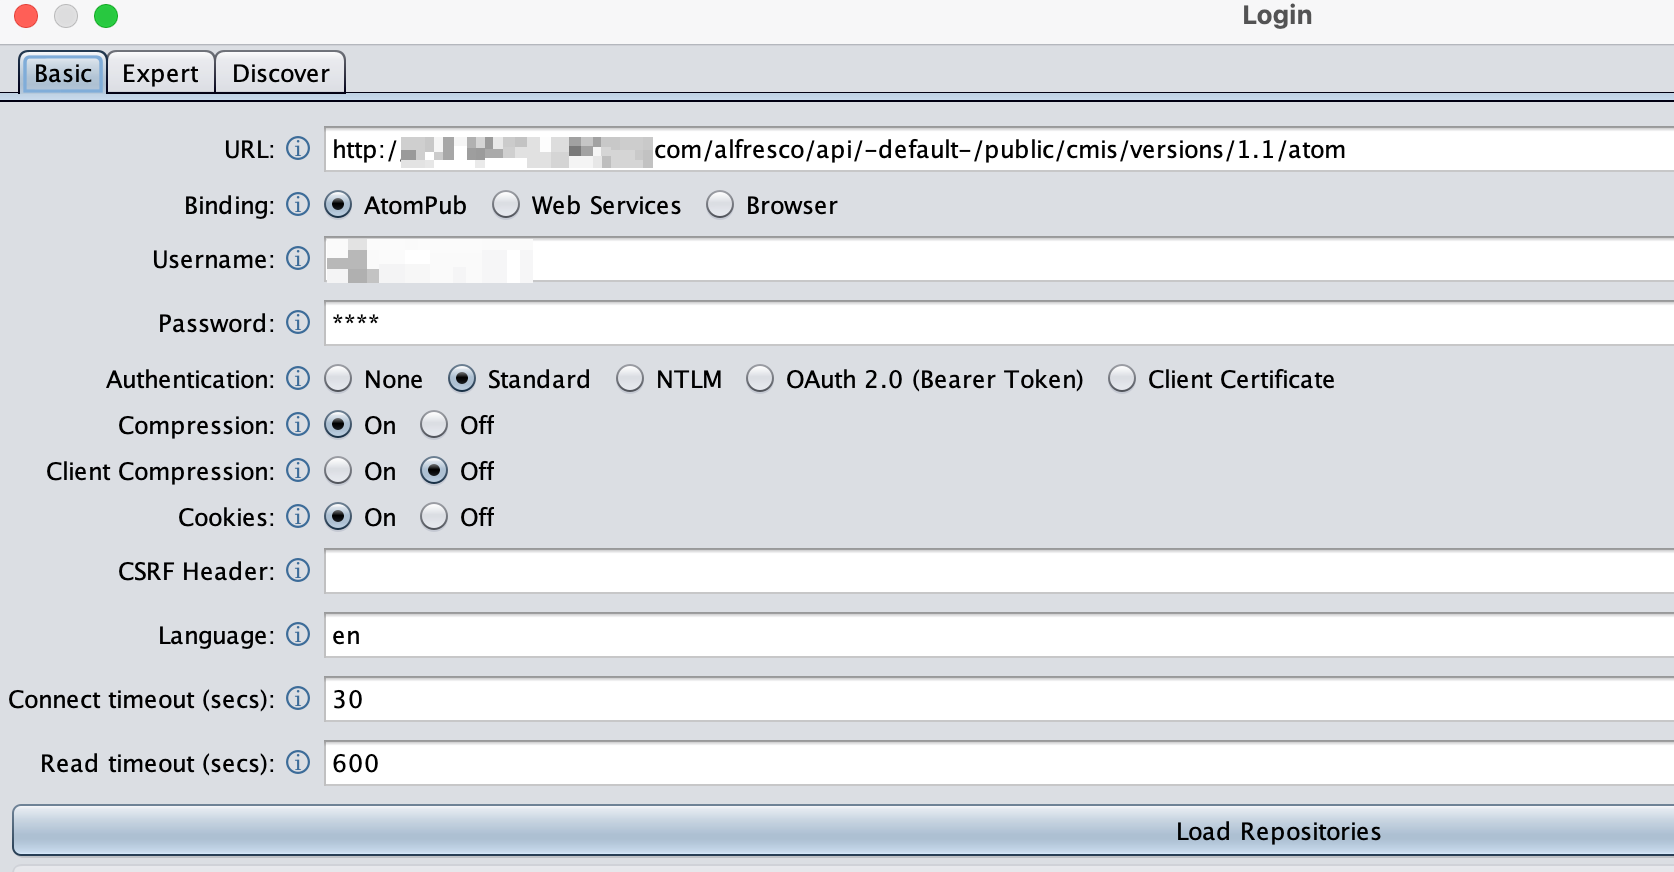 Login
Basic Expert Discover
URL: http:/ com/alfresco/api/-default-/public/cmis/versions/1.1/atom
Binding: AtomPub Web Services Browser
Username:
Password: ****
Authentication: None Standard NTLM OAuth 2.0 (Bearer Token) Client Certificate
Compression: On Off
Client Compression: On Off
Cookies: On Off
CSRF Header:
Language: en
Connect timeout (secs): 30
Read timeout (secs): 600
Load Repositories